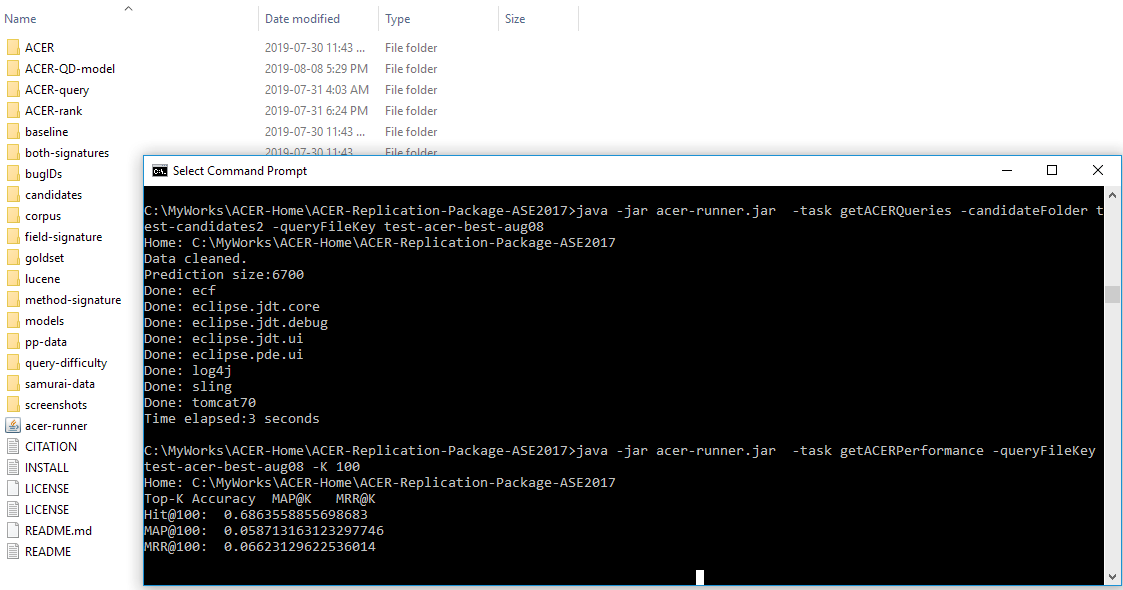 Name Date modified Type Size
ACER 2019-07-30 11:43 ... File folder
ACER-QD-model 2019-08-08 5:29 PM File folder
ACER-query 2019-07-31 4:03 AM File folder
ACER-rank 2019-07-31 6:24 PM File folder
baseline 2019-07-30 11:43 ... File folder
both-signatures 2019-07-30 11:43 ... File folder
bugIDs
candidates
corpus
field-signature
goldset
lucene
method-signature
models
pp-data
query-difficulty
samurai-data
screenshots
acer-runner
CITATION
INSTALL
LICENSE
LICENSE
README.md
README
Select Command Prompt
C:\MyWorks\ACER-Home\ACER-Replication-Package-ASE2017>java -jar acer-runner.jar  -task getACERQueries -candidateFolder t
est-candidates2 -queryFileKey test-acer-best-aug08
Home: C:\MyWorks\ACER-Home\ACER-Replication-Package-ASE2017
Data cleaned.
Prediction size:6700
Done: ecf
Done: eclipse.jdt.core
Done: eclipse.jdt.debug
Done: eclipse.jdt.ui
Done: eclipse.pde.ui
Done: log4j
Done: sling
Done: tomcat70
Time elapsed:3 seconds
C:\MyWorks\ACER-Home\ACER-Replication-Package-ASE2017>java -jar acer-runner.jar  -task getACERPerformance -queryFileKey
test-acer-best-aug08 -K 100
Home: C:\MyWorks\ACER-Home\ACER-Replication-Package-ASE2017
Top-K Accuracy  MAP@K   MRR@K
Hit@100:  0.6863558855698683
MAP@100:  0.058713163123297746
MRR@100:  0.06623129622536014